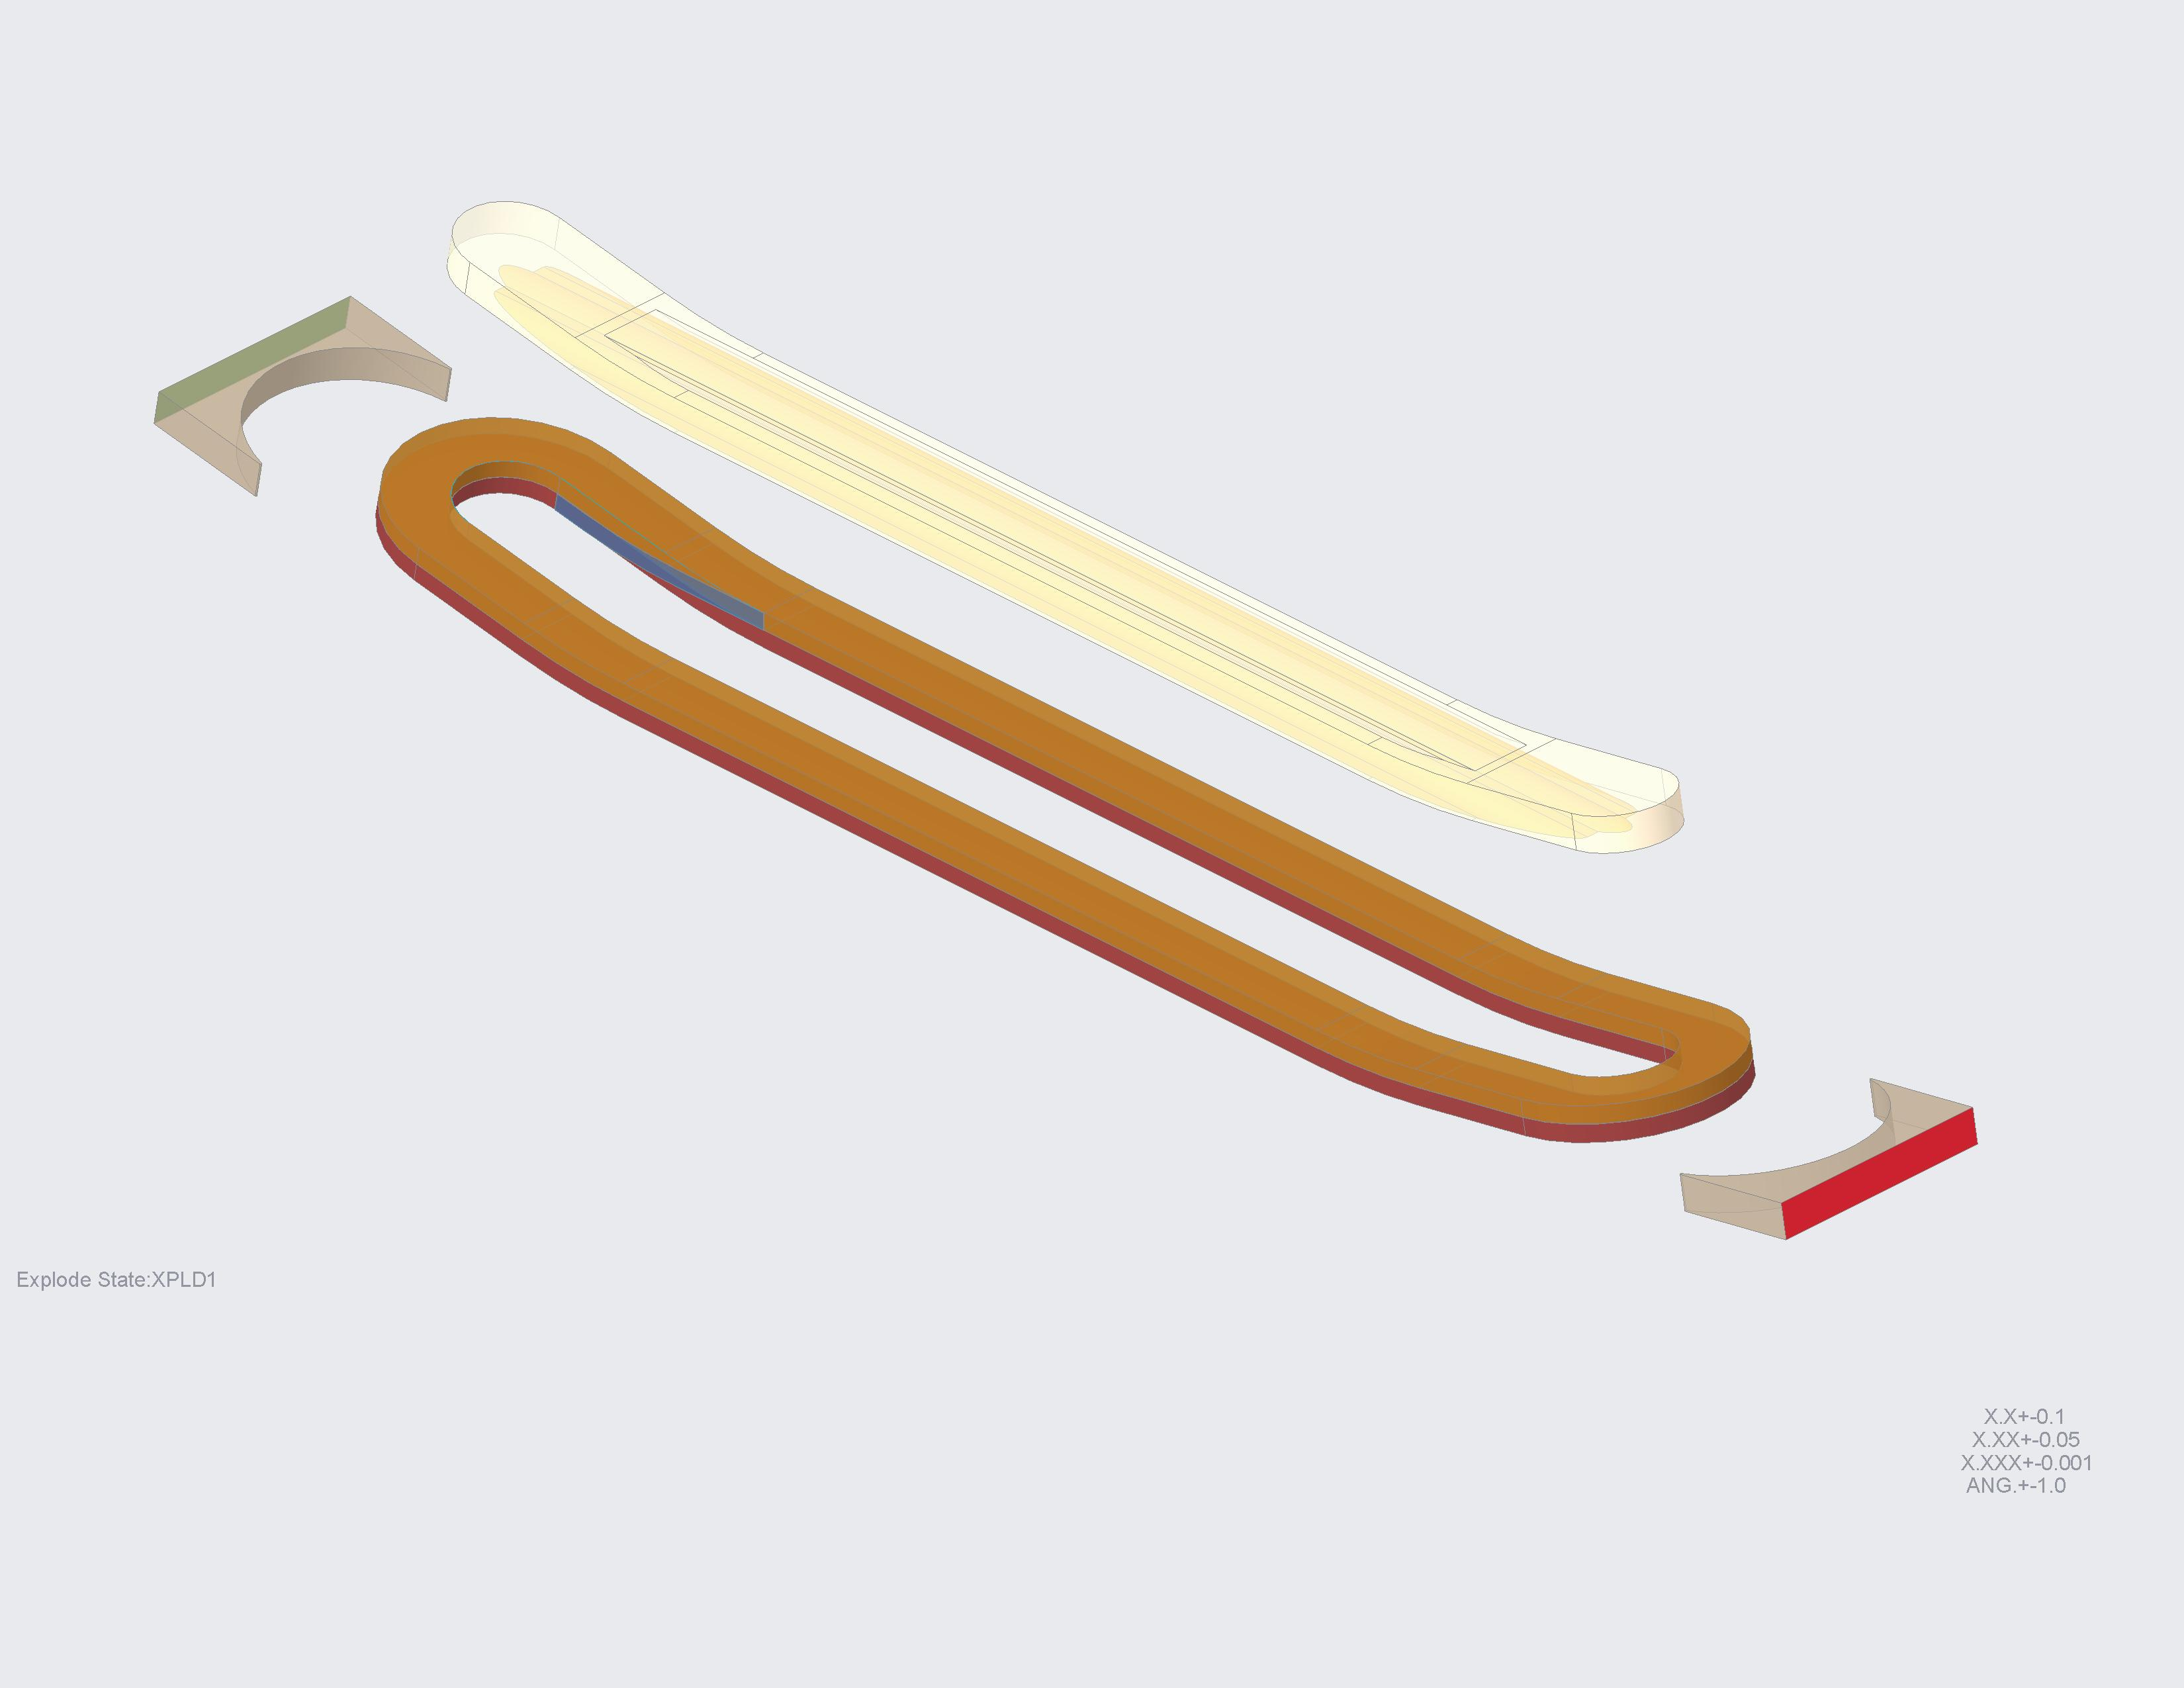 Explode State:XPLD1
X.X+-0.1
X.XX+-0.05
X.XXX+-0.001
ANG.+-1.0